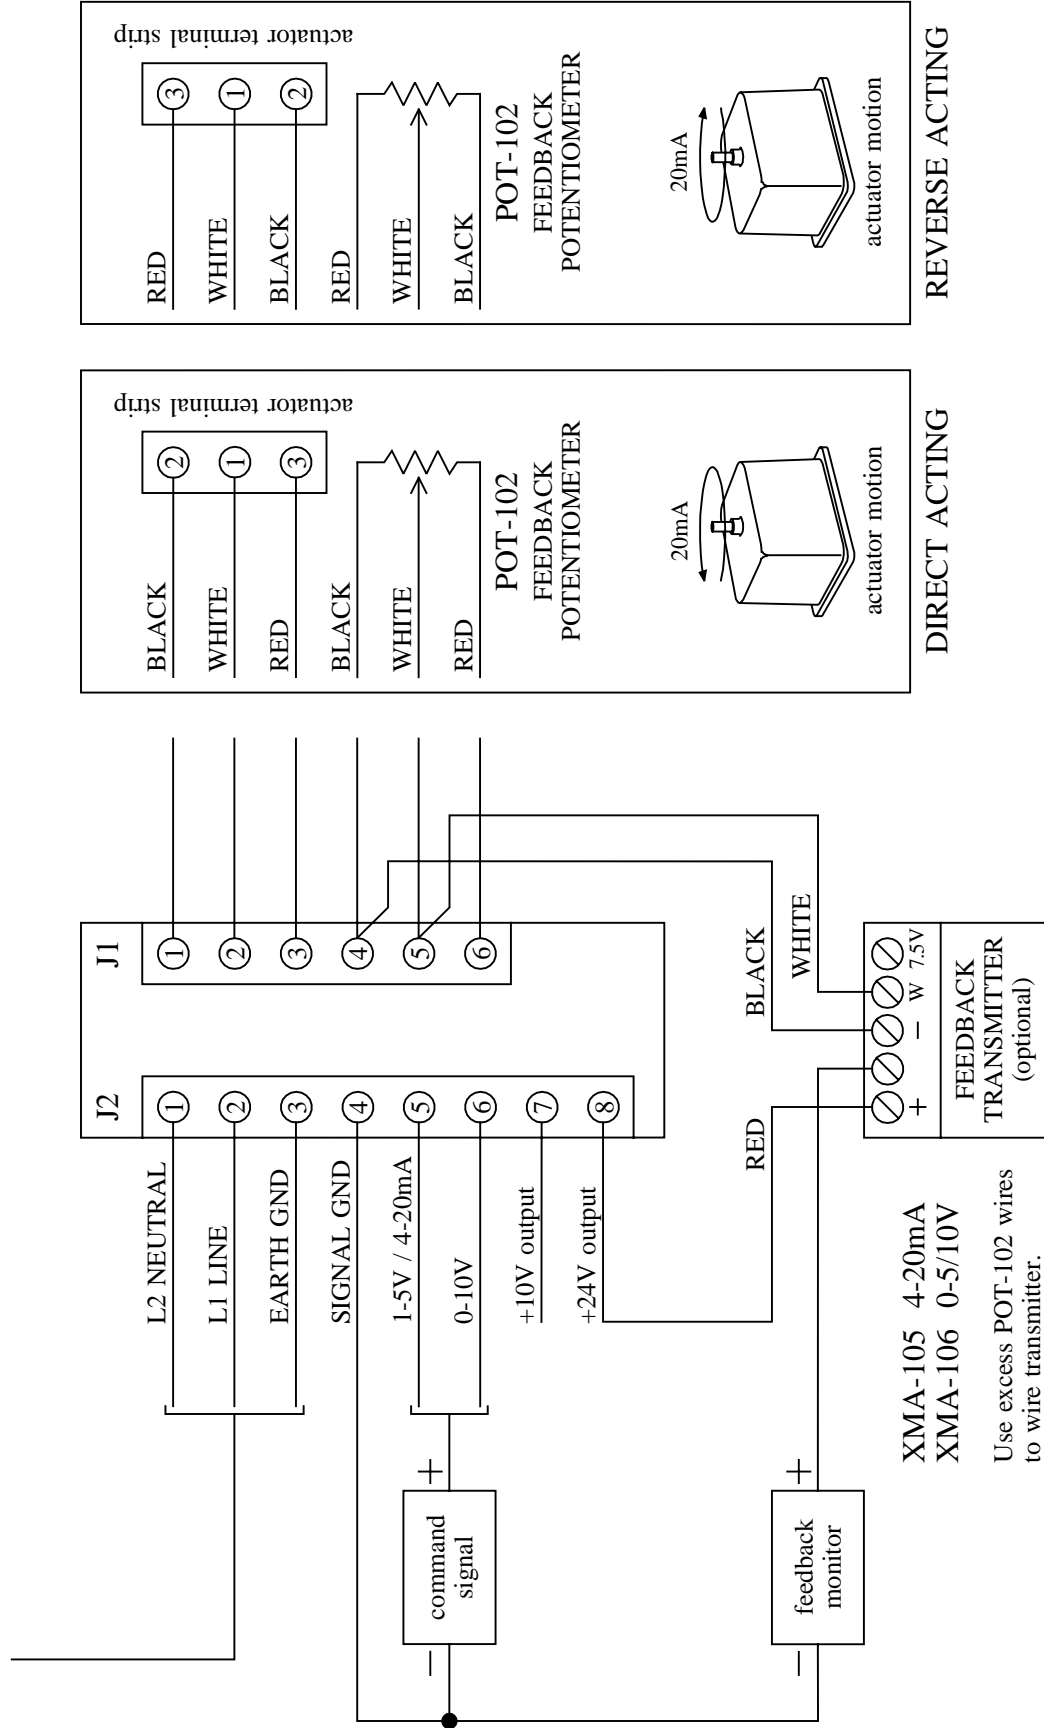 J2
J1
L2 NEUTRAL
L1 LINE
EARTH GND
SIGNAL GND
1-5V / 4-20mA
0-10V
+10V output
+24V output
1
2
3
4
5
6
7
8
1
2
3
4
5
6
command
signal
+
−
feedback
monitor
+
−
RED
BLACK
WHITE
+
−
W
7.5V
FEEDBACK
TRANSMITTER
(optional)
XMA-105 4-20mA
XMA-106 0-5/10V
Use excess POT-102 wires
to wire transmitter.
actuator terminal strip
BLACK
2
WHITE
1
RED
3
BLACK
WHITE
RED
POT-102
FEEDBACK
POTENTIOMETER
20mA
actuator motion
DIRECT ACTING
actuator terminal strip
RED
3
WHITE
1
BLACK
2
RED
WHITE
BLACK
POT-102
FEEDBACK
POTENTIOMETER
20mA
actuator motion
REVERSE ACTING